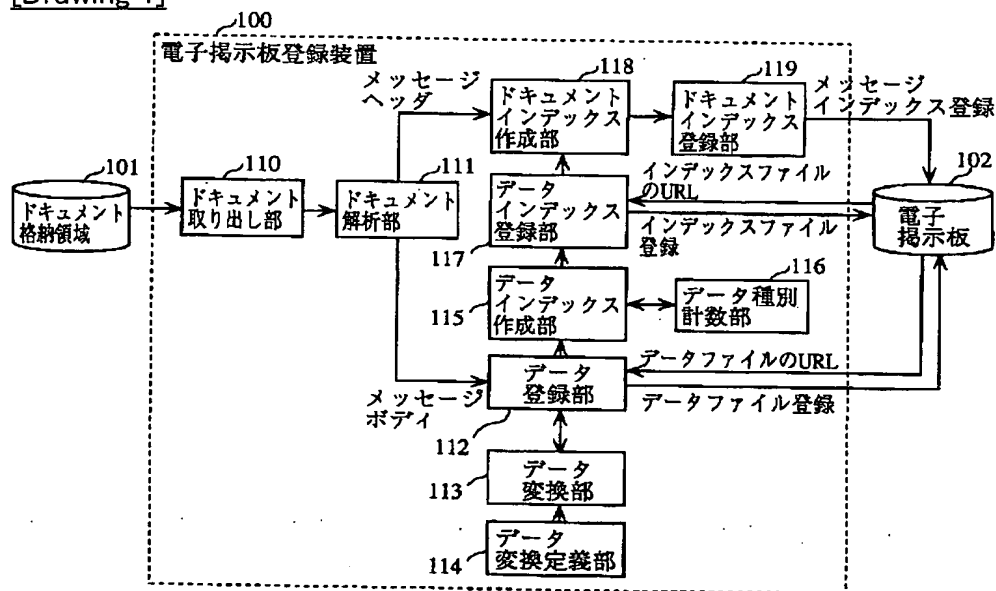 100
電子掲示板登録装置
メッセージ
ヘッダ
118
ドキュメント
インデックス
作成部
119
ドキュメント
インデックス
登録部
メッセージ
インデックス登録
101
ドキュメント
格納領域
110
ドキュメント
取り出し部
111
ドキュメント
解析部
データ
インデックス
登録部
117
インデックスファイル
のURL
インデックスファイル
登録
102
電子
掲示板
データ
インデックス
作成部
115
116
データ種別
計数部
メッセージ
ボディ
データ
登録部
112
データファイルのURL
データファイル登録
データ
変換部
113
データ
変換定義部
114